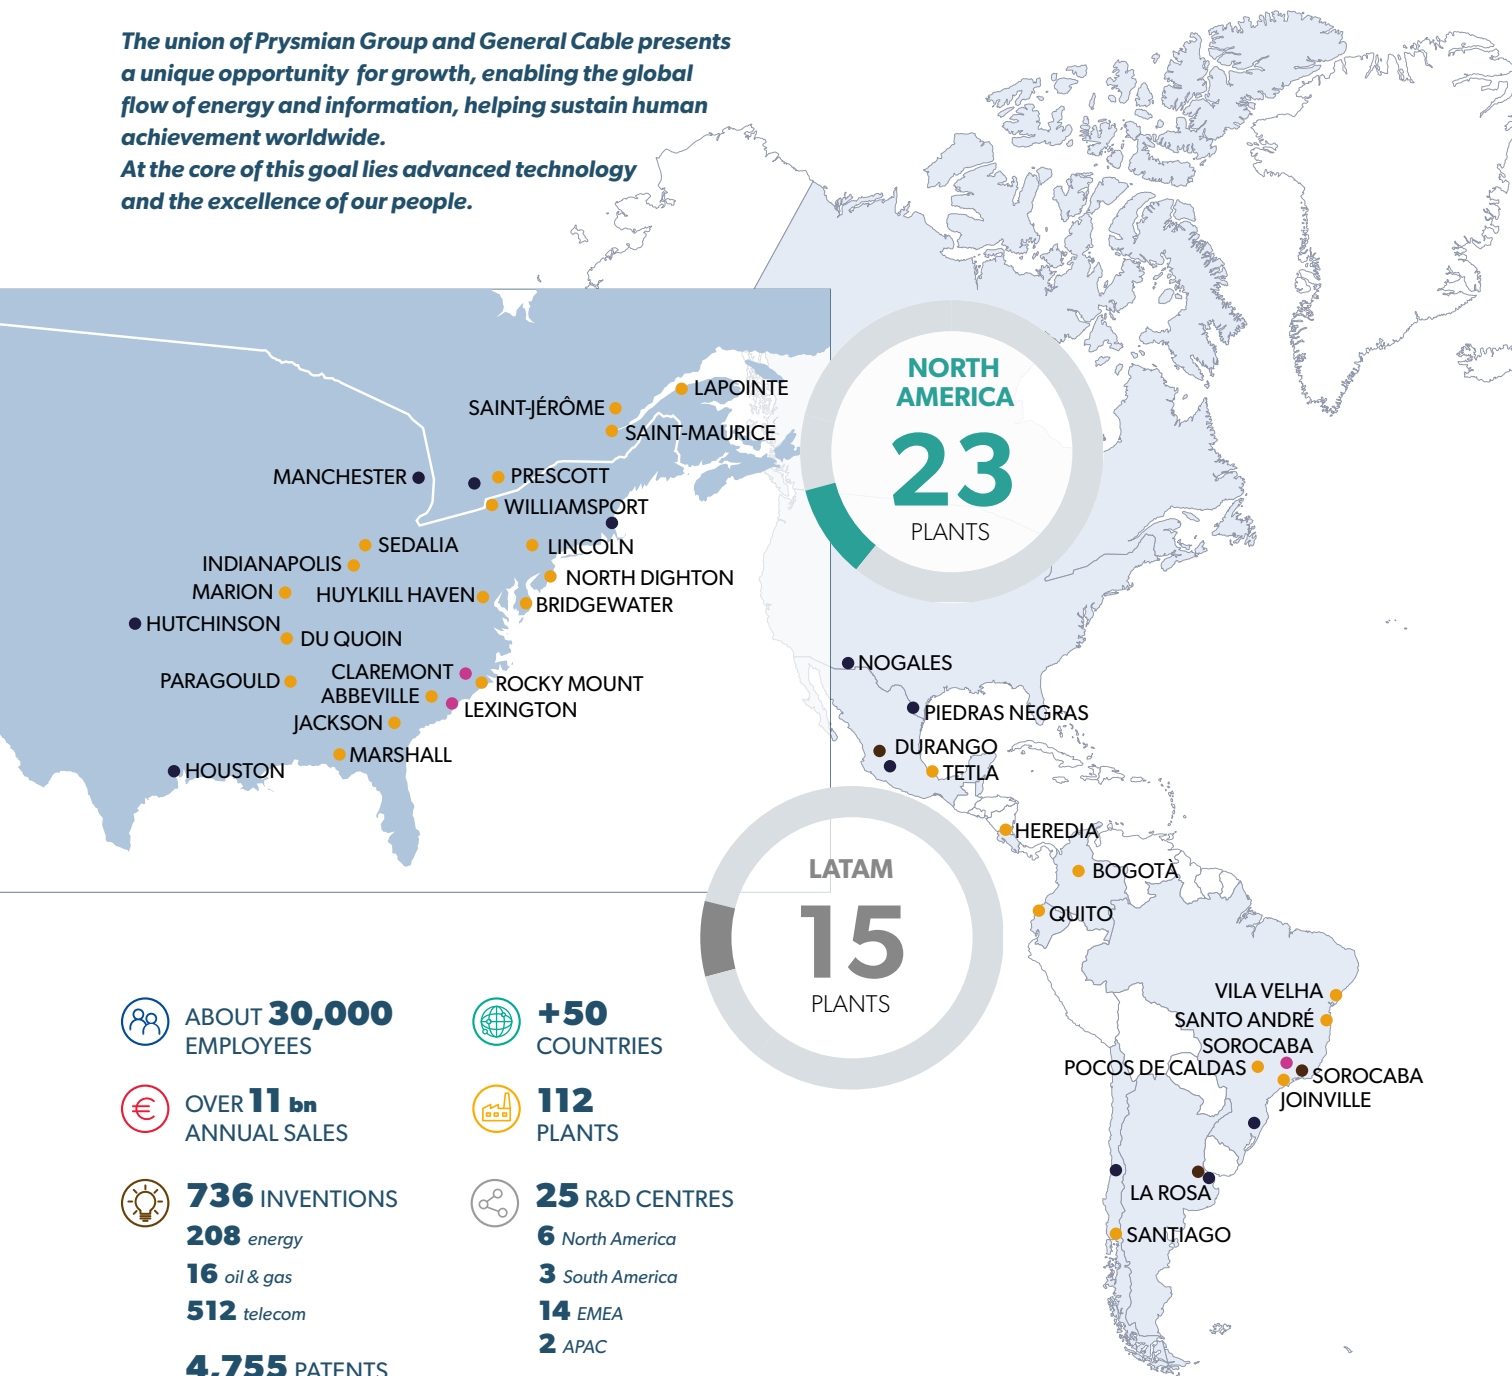 The union of Prysmian Group and General Cable presents
a unique opportunity for growth, enabling the global
flow of energy and information, helping sustain human
achievement worldwide.
At the core of this goal lies advanced technology
and the excellence of our people.
NORTH
AMERICA
23
PLANTS
LAPOINTE
SAINT-JÉRÔME
SAINT-MAURICE
MANCHESTER
PRESCOTT
WILLIAMSPORT
SEDALIA
LINCOLN
INDIANAPOLIS
NORTH DIGHTON
MARION
HUYLKILL HAVEN
BRIDGEWATER
HUTCHINSON
DU QUOIN
CLAREMONT
PARAGOULD
ROCKY MOUNT
ABBEVILLE
LEXINGTON
JACKSON
MARSHALL
HOUSTON
NOGALES
PIEDRAS NEGRAS
DURANGO
TETLA
HEREDIA
LATAM
15
PLANTS
BOGOTÀ
QUITO
VILA VELHA
SANTO ANDRÉ
SOROCABA
POCOS DE CALDAS
SOROCABA
JOINVILLE
LA ROSA
SANTIAGO
ABOUT 30,000
EMPLOYEES
+50
COUNTRIES
OVER 11 bn
ANNUAL SALES
112
PLANTS
736 INVENTIONS
208 energy
16 oil & gas
512 telecom
4,755 PATENTS
25 R&D CENTRES
6 North America
3 South America
14 EMEA
2 APAC